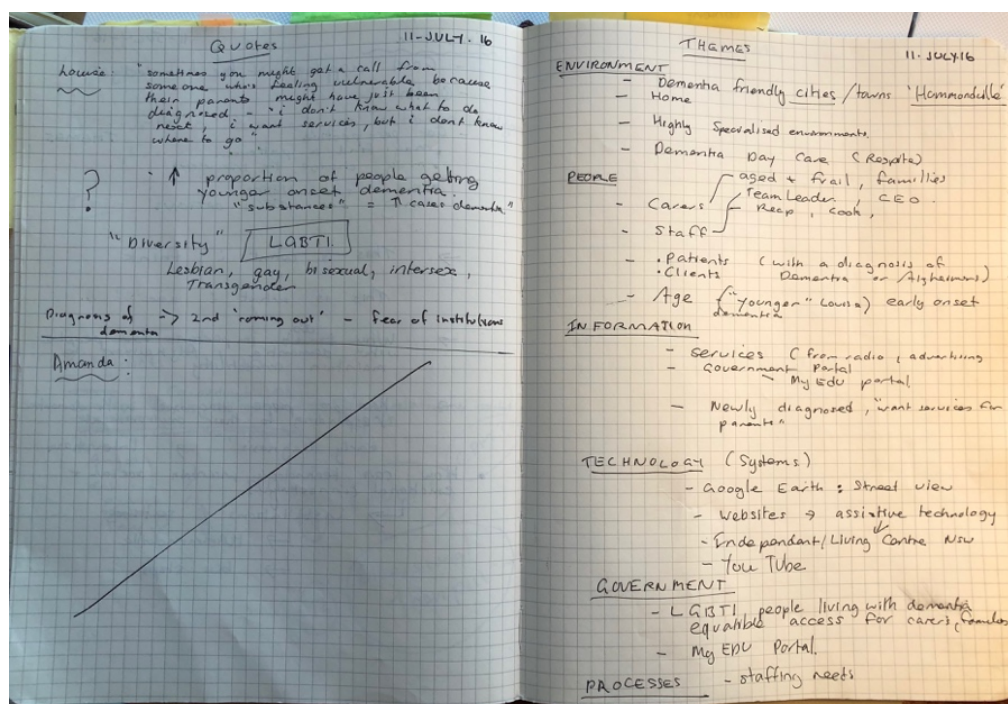 Quotes
11-JULY.16
Louise: "sometimes you might get a call from
someone who's feeling vulnerable, because
their parents might have just been
diagnosed - "i don't know what to do
next, i want services, but i don't know
where to go".
? ↑ proportion of people getting
younger onset dementia.
"substances" = ↑ cases dementia"
"Diversity" LGBTI
Lesbian, gay, bisexual, intersex,
Transgender
Diagnosis of
dementia -> 2nd 'coming out' - fear of institutions
Amanda:
THEMES
11.JULY.16
ENVIRONMENT
- Dementia friendly cities/towns 'Hammondville'
- Home
- Highly Specialised environments.
- Dementia Day Care (Respite)
PEOPLE
aged + frail, families
- Carers
Team Leader, CEO.
Recp, cook,
- Staff
- • Patients (with a diagnosis of
• Clients Dementia or Alzheimers)
- Age ("younger" Louisa) early onset
dementia
INFORMATION
- services (from radio, advertising
- Government Portal
- My EDU portal
- Newly diagnosed, "want services for
parents"
TECHNOLOGY (Systems)
- Google Earth: Street view
- websites → assistive technology
- Independant/Living Centre NSW
- You Tube
GOVERNMENT
- LGBTI, people living with dementia
equatible access for carers, families
- My EDU Portal.
PROCESSES - staffing needs